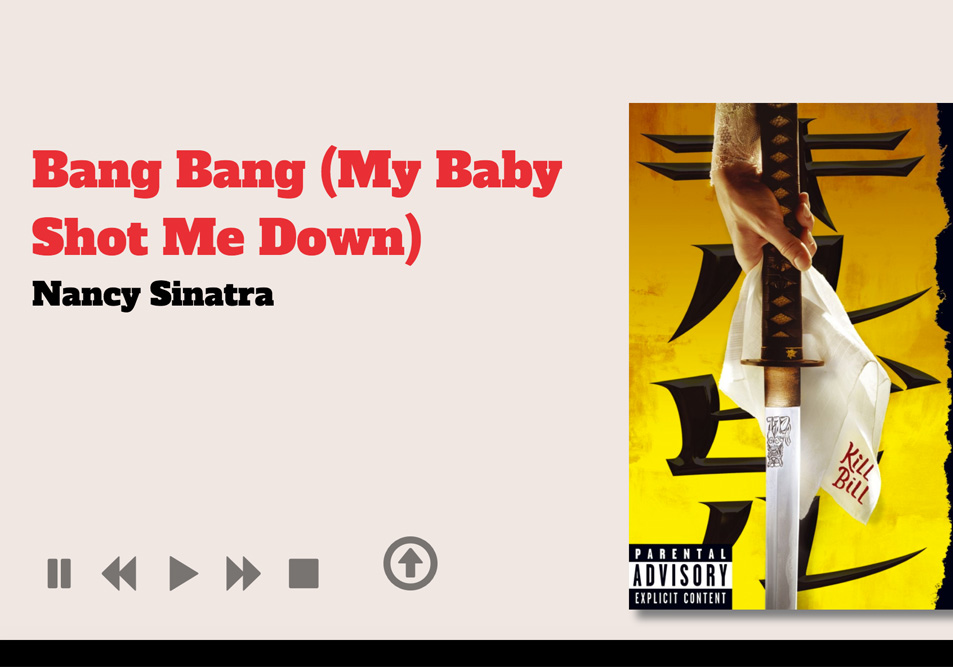 Bang Bang (My Baby
Shot Me Down)
Nancy Sinatra
Kill
Bill
PARENTAL
ADVISORY
EXPLICIT CONTENT